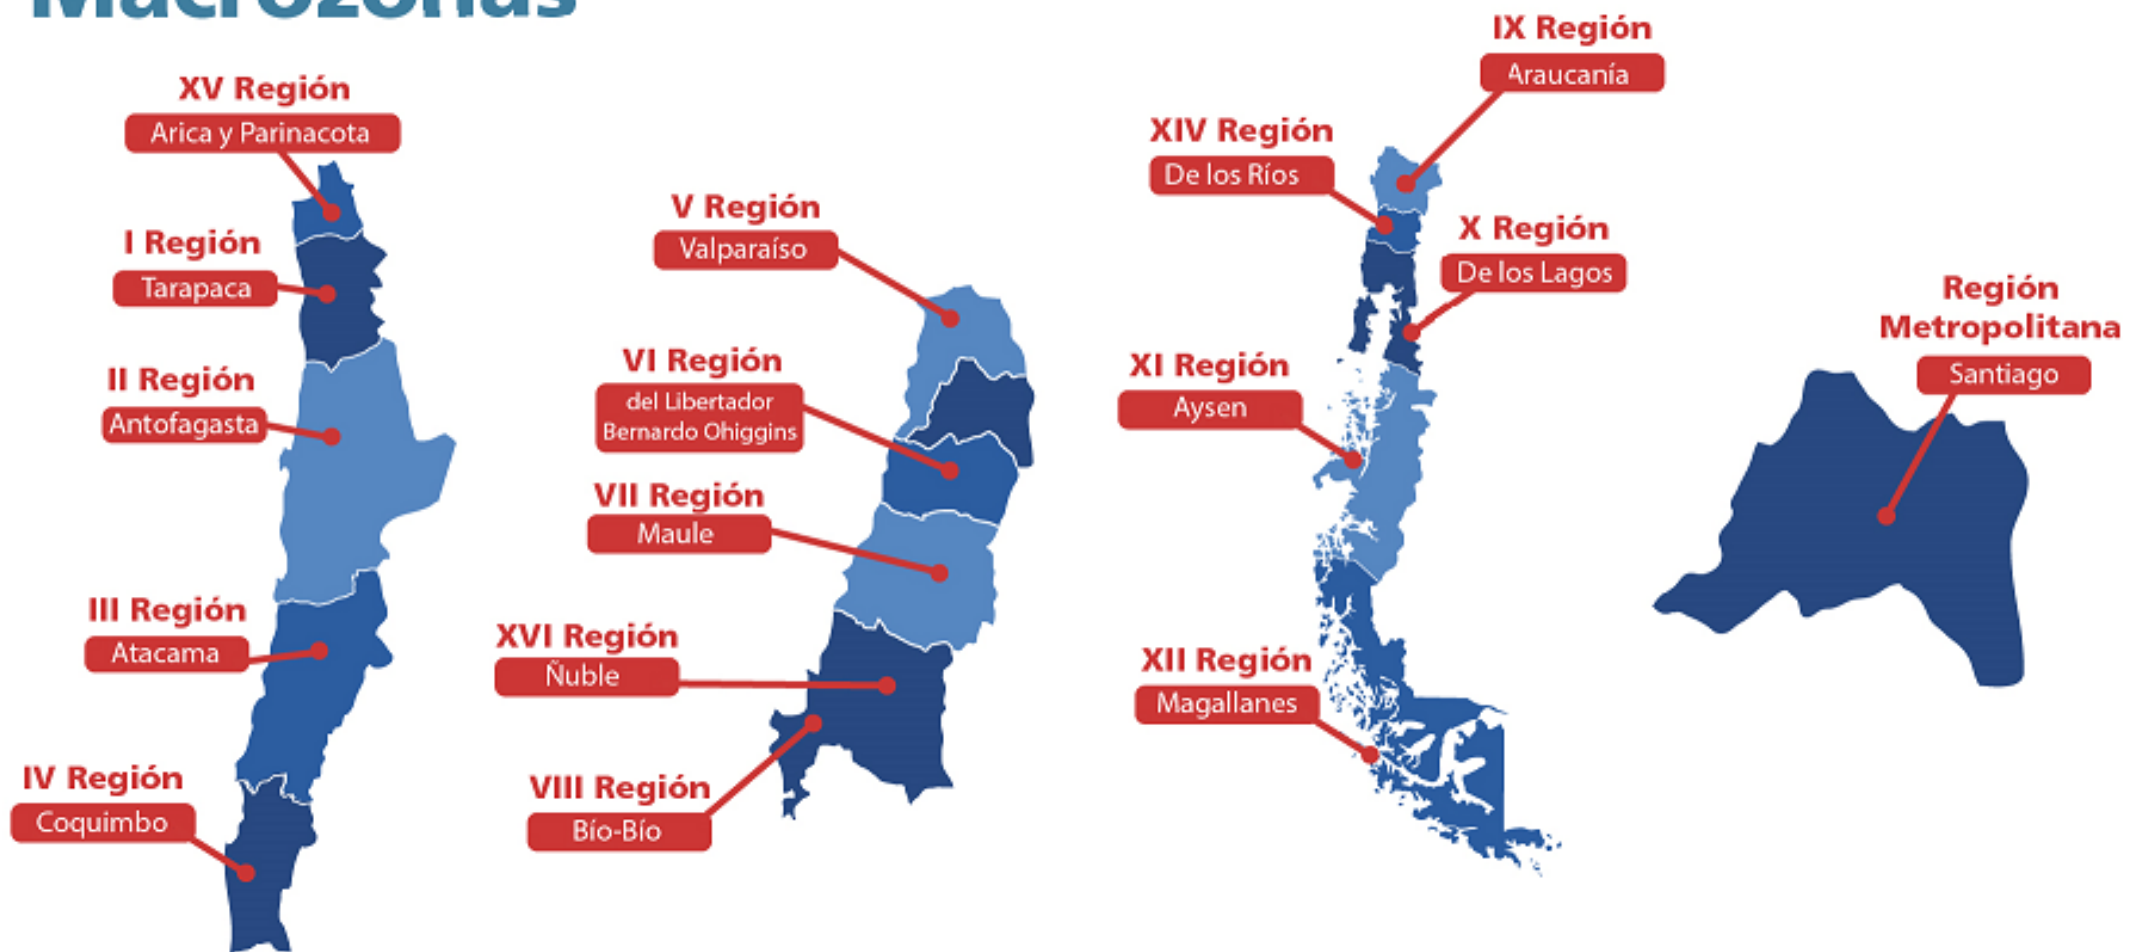 Macrozonas
XV Región
Arica y Parinacota
I Región
Tarapaca
II Región
Antofagasta
III Región
Atacama
IV Región
Coquimbo
V Región
Valparaíso
VI Región
del Libertador
Bernardo Ohiggins
VII Región
Maule
XVI Región
Ñuble
VIII Región
Bío-Bío
IX Región
Araucanía
XIV Región
De los Ríos
X Región
De los Lagos
XI Región
Aysen
XII Región
Magallanes
Región
Metropolitana
Santiago